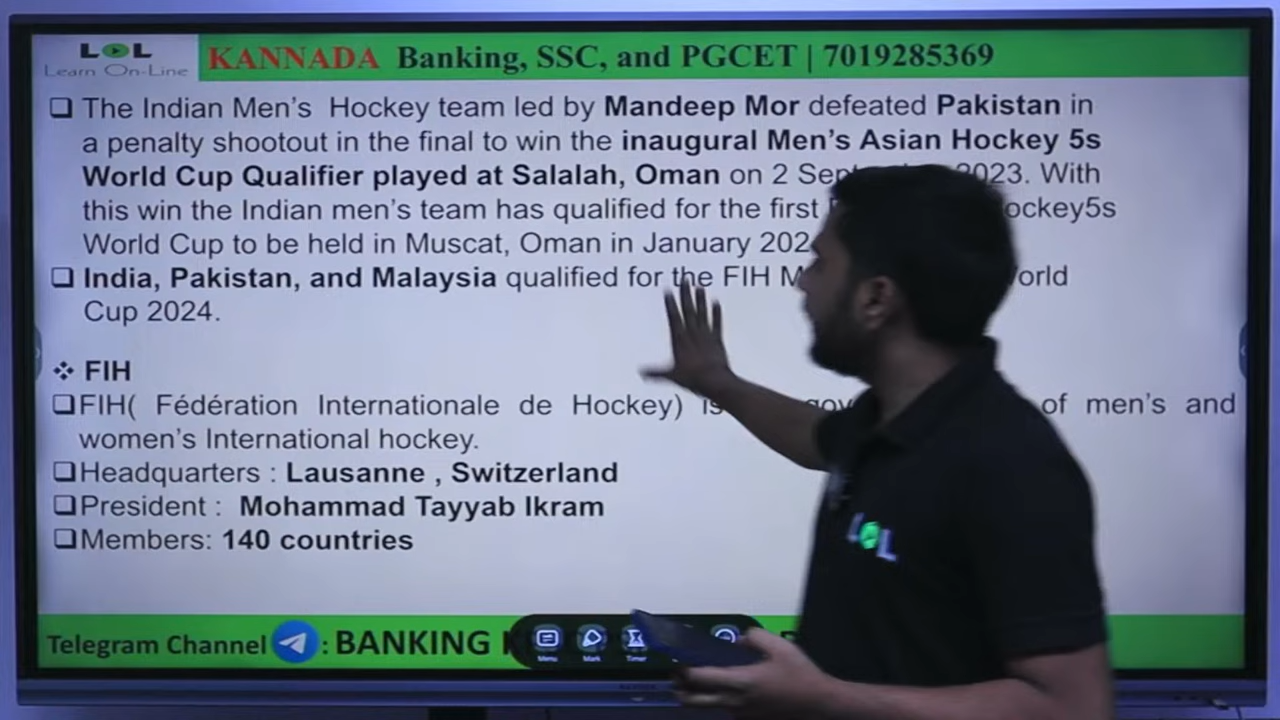 LOL
Learn On-Line
KANNADA Banking, SSC, and PGCET | 7019285369
❑ The Indian Men's Hockey team led by Mandeep Mor defeated Pakistan in
a penalty shootout in the final to win the inaugural Men's Asian Hockey 5s
World Cup Qualifier played at Salalah, Oman on 2 2023. With
this win the Indian men's team has qualified for the first ockey5s
World Cup to be held in Muscat, Oman in January 202
❑ India, Pakistan, and Malaysia qualified for the FIH
Cup 2024.
❖ FIH
❑FIH( Fédération Internationale de Hockey) is of men's and
women's International hockey.
❑Headquarters : Lausanne , Switzerland
❑President : Mohammad Tayyab Ikram
❑Members: 140 countries
LOL
Telegram Channel : BANKING
Menu Mark Timer